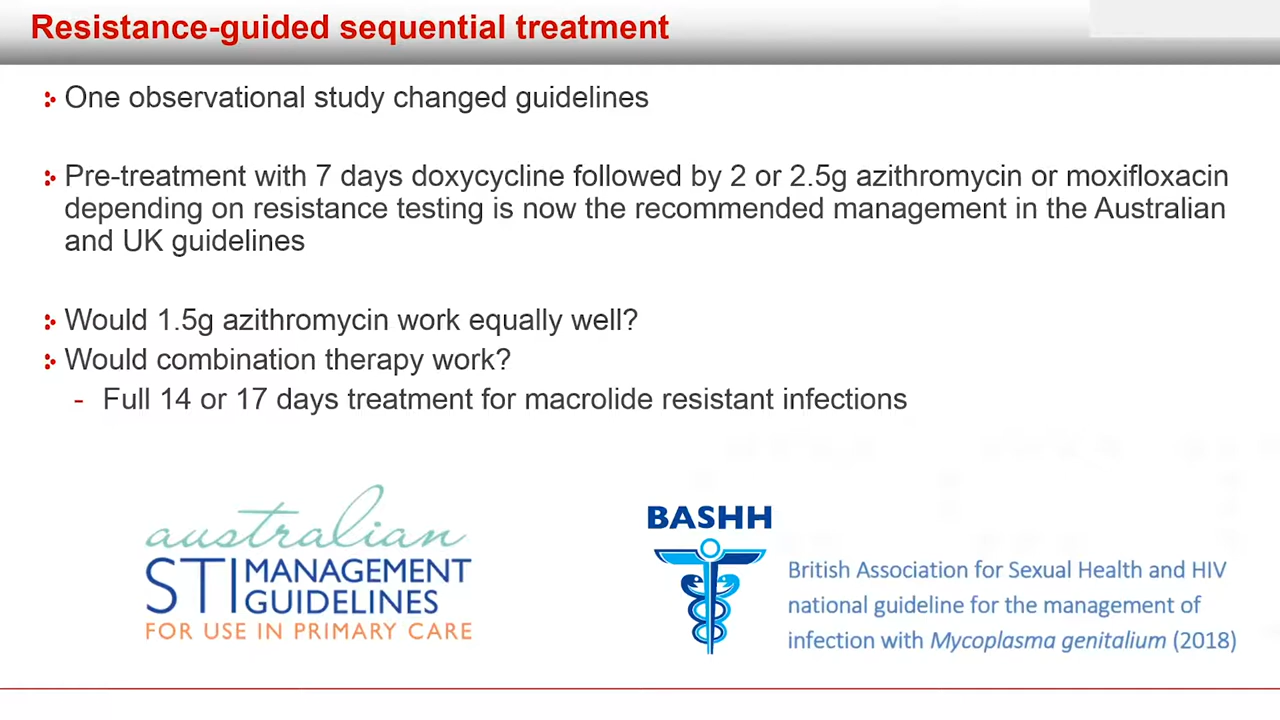 Resistance-guided sequential treatment
One observational study changed guidelines
Pre-treatment with 7 days doxycycline followed by 2 or 2.5g azithromycin or moxifloxacin
depending on resistance testing is now the recommended management in the Australian
and UK guidelines
Would 1.5g azithromycin work equally well?
Would combination therapy work?
- Full 14 or 17 days treatment for macrolide resistant infections
australian
STI MANAGEMENT
GUIDELINES
FOR USE IN PRIMARY CARE
BASHH
British Association for Sexual Health and HIV
national guideline for the management of
infection with Mycoplasma genitalium (2018)